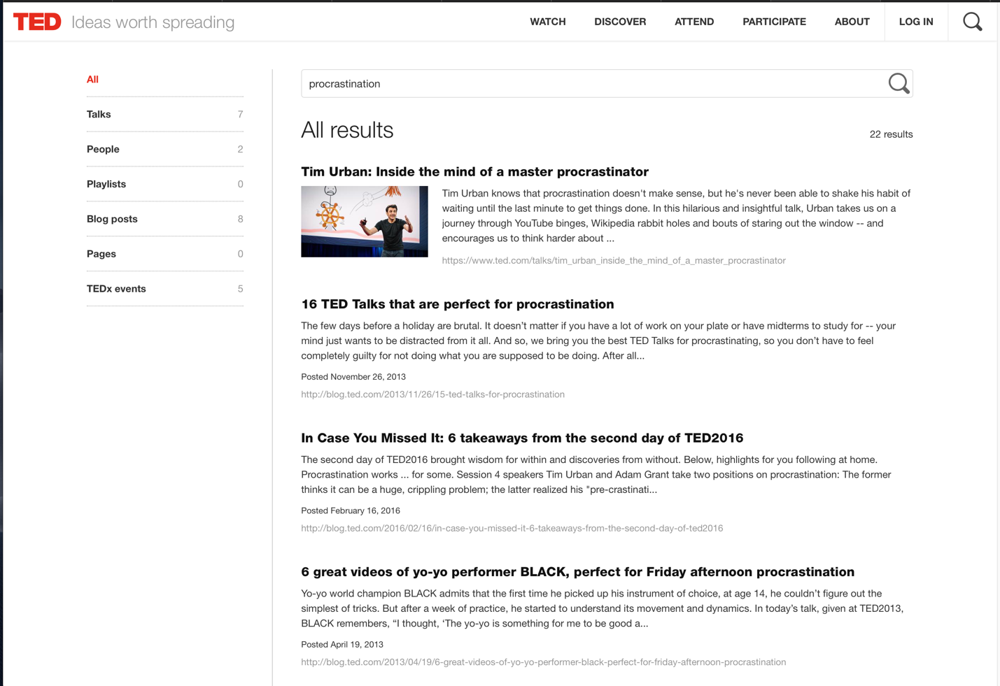 TED Ideas worth spreading
WATCH
DISCOVER
ATTEND
PARTICIPATE
ABOUT
LOG IN
All
Talks 7
People 2
Playlists 0
Blog posts 8
Pages 0
TEDx events 5
procrastination
All results
22 results
Tim Urban: Inside the mind of a master procrastinator
Tim Urban knows that procrastination doesn't make sense, but he's never been able to shake his habit of
waiting until the last minute to get things done. In this hilarious and insightful talk, Urban takes us on a
journey through YouTube binges, Wikipedia rabbit holes and bouts of staring out the window -- and
encourages us to think harder about ...
https://www.ted.com/talks/tim_urban_inside_the_mind_of_a_master_procrastinator
16 TED Talks that are perfect for procrastination
The few days before a holiday are brutal. It doesn’t matter if you have a lot of work on your plate or have midterms to study for -- your
mind just wants to be distracted from it all. And so, we bring you the best TED Talks for procrastinating, so you don’t have to feel
completely guilty for not doing what you are supposed to be doing. After all...
Posted November 26, 2013
http://blog.ted.com/2013/11/26/15-ted-talks-for-procrastination
In Case You Missed It: 6 takeaways from the second day of TED2016
The second day of TED2016 brought wisdom for within and discoveries from without. Below, highlights for you following at home.
Procrastination works ... for some. Session 4 speakers Tim Urban and Adam Grant take two positions on procrastination: The former
thinks it can be a huge, crippling problem; the latter realized his "pre-crastinati...
Posted February 16, 2016
http://blog.ted.com/2016/02/16/in-case-you-missed-it-6-takeaways-from-the-second-day-of-ted2016
6 great videos of yo-yo performer BLACK, perfect for Friday afternoon procrastination
Yo-yo world champion BLACK admits that the first time he picked up his instrument of choice, at age 14, he couldn’t figure out the
simplest of tricks. But after a week of practice, he started to understand its movement and dynamics. In today’s talk, given at TED2013,
BLACK remembers, “I thought, ‘The yo-yo is something for me to be good a...
Posted April 19, 2013
http://blog.ted.com/2013/04/19/6-great-videos-of-yo-yo-performer-black-perfect-for-friday-afternoon-procrastination